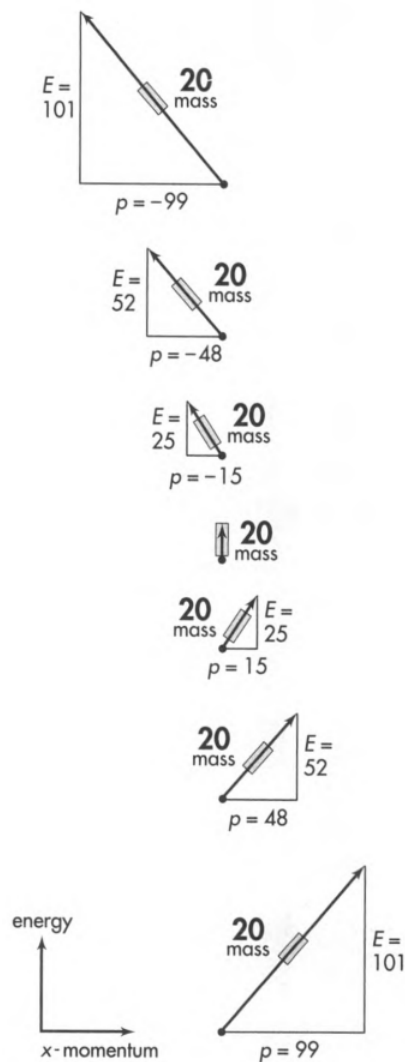 20
E =
101
mass
p = −99
20
E =
52
mass
p = −48
20
E =
25
mass
p = −15
20
mass
20
mass
E =
25
p = 15
20
mass
E =
52
p = 48
energy
20
mass
E =
101
x-momentum
p = 99